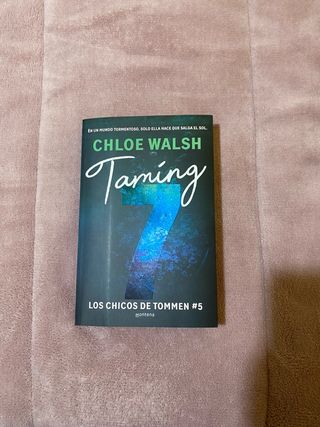 EN UN MUNDO TORMENTOSO, SOLO ELLA HACE QUE SALGA EL SOL.
CHLOE WALSH
Taming
7
LOS CHICOS DE TOMMEN #5
montena